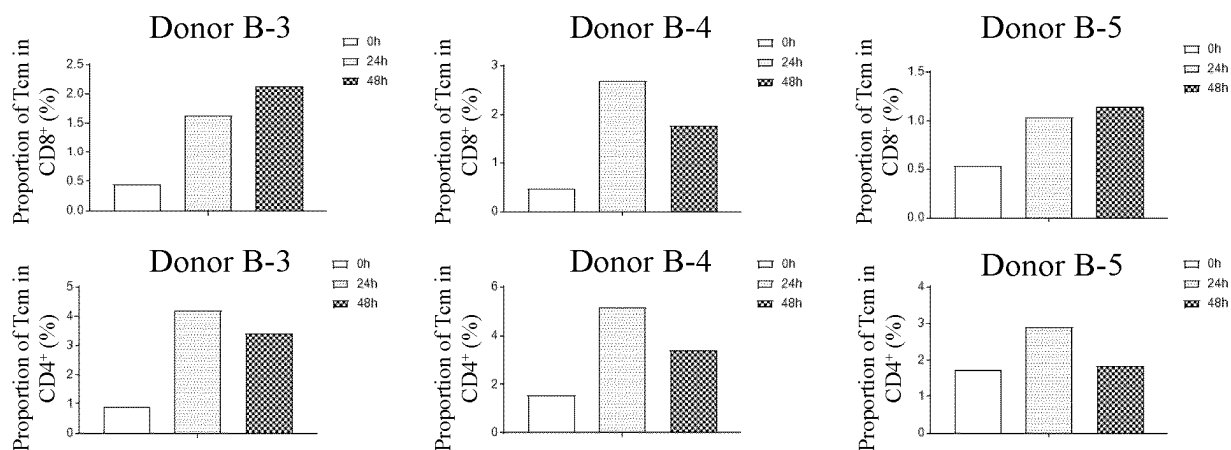 Donor B-3
Proportion of Tcm in
CD8⁺ (%)
2.5
2.0
1.5
1.0
0.5
0.0
0h
24h
48h
Donor B-4
Proportion of Tcm in
CD8⁺ (%)
3
2
1
0
0h
24h
48h
Donor B-5
Proportion of Tcm in
CD8⁺ (%)
1.5
1.0
0.5
0.0
0h
24h
48h
Donor B-3
Proportion of Tcm in
CD4⁺ (%)
5
4
3
2
1
0
0h
24h
48h
Donor B-4
Proportion of Tcm in
CD4⁺ (%)
6
4
2
0
0h
24h
48h
Donor B-5
Proportion of Tcm in
CD4⁺ (%)
4
3
2
1
0
0h
24h
48h